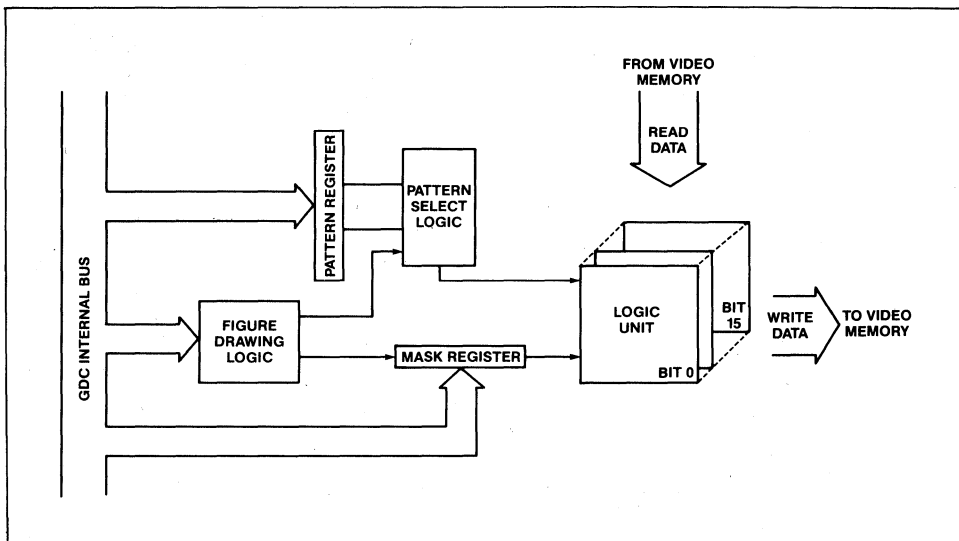 FROM VIDEO
MEMORY
READ
DATA
PATTERN REGISTER
PATTERN
SELECT
LOGIC
GDC INTERNAL BUS
FIGURE
DRAWING
LOGIC
MASK REGISTER
LOGIC
UNIT
BIT 0
BIT
15
WRITE
DATA
TO VIDEO
MEMORY